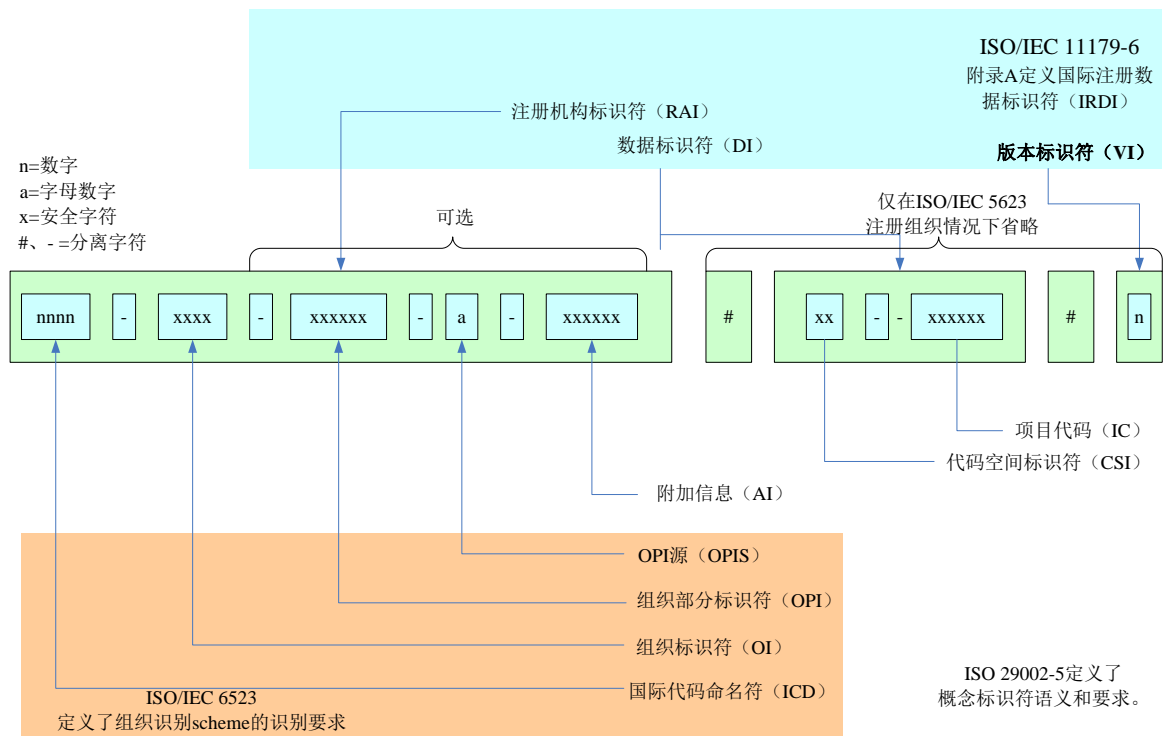 ISO/IEC 11179-6
附录A定义国际注册数
据标识符（IRDI）
注册机构标识符（RAI）
数据标识符（DI）
版本标识符（VI）
n=数字
a=字母数字
x=安全字符
#、- =分离字符
可选
仅在ISO/IEC 5623
注册组织情况下省略
nnnn - xxxx - xxxxxx - a - xxxxxx # xx - - xxxxxx # n
项目代码（IC）
代码空间标识符（CSI）
附加信息（AI）
OPI源（OPIS）
组织部分标识符（OPI）
组织标识符（OI）
国际代码命名符（ICD）
ISO/IEC 6523
定义了组织识别scheme的识别要求
ISO 29002-5定义了
概念标识符语义和要求。